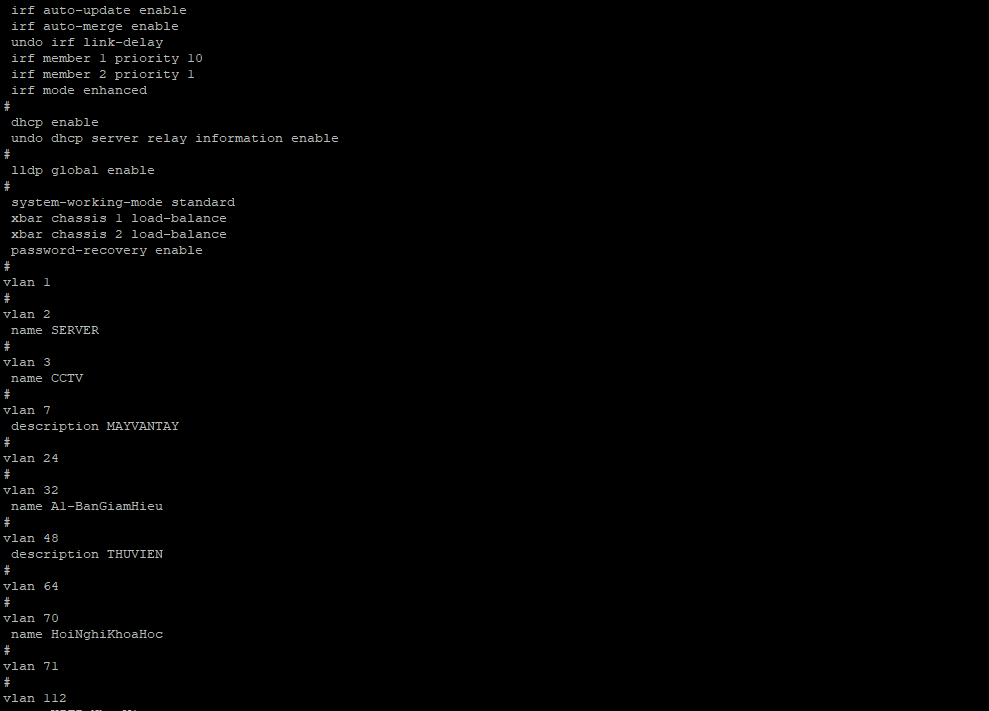 irf auto-update enable
irf auto-merge enable
undo irf link-delay
irf member 1 priority 10
irf member 2 priority 1
irf mode enhanced
#
dhcp enable
undo dhcp server relay information enable
#
lldp global enable
#
system-working-mode standard
xbar chassis 1 load-balance
xbar chassis 2 load-balance
password-recovery enable
#
vlan 1
#
vlan 2
name SERVER
#
vlan 3
name CCTV
#
vlan 7
description MAYVANTAY
#
vlan 24
#
vlan 32
name A1-BanGiamHieu
#
vlan 48
description THUVIEN
#
vlan 64
#
vlan 70
name HoiNghiKhoaHoc
#
vlan 71
#
vlan 112